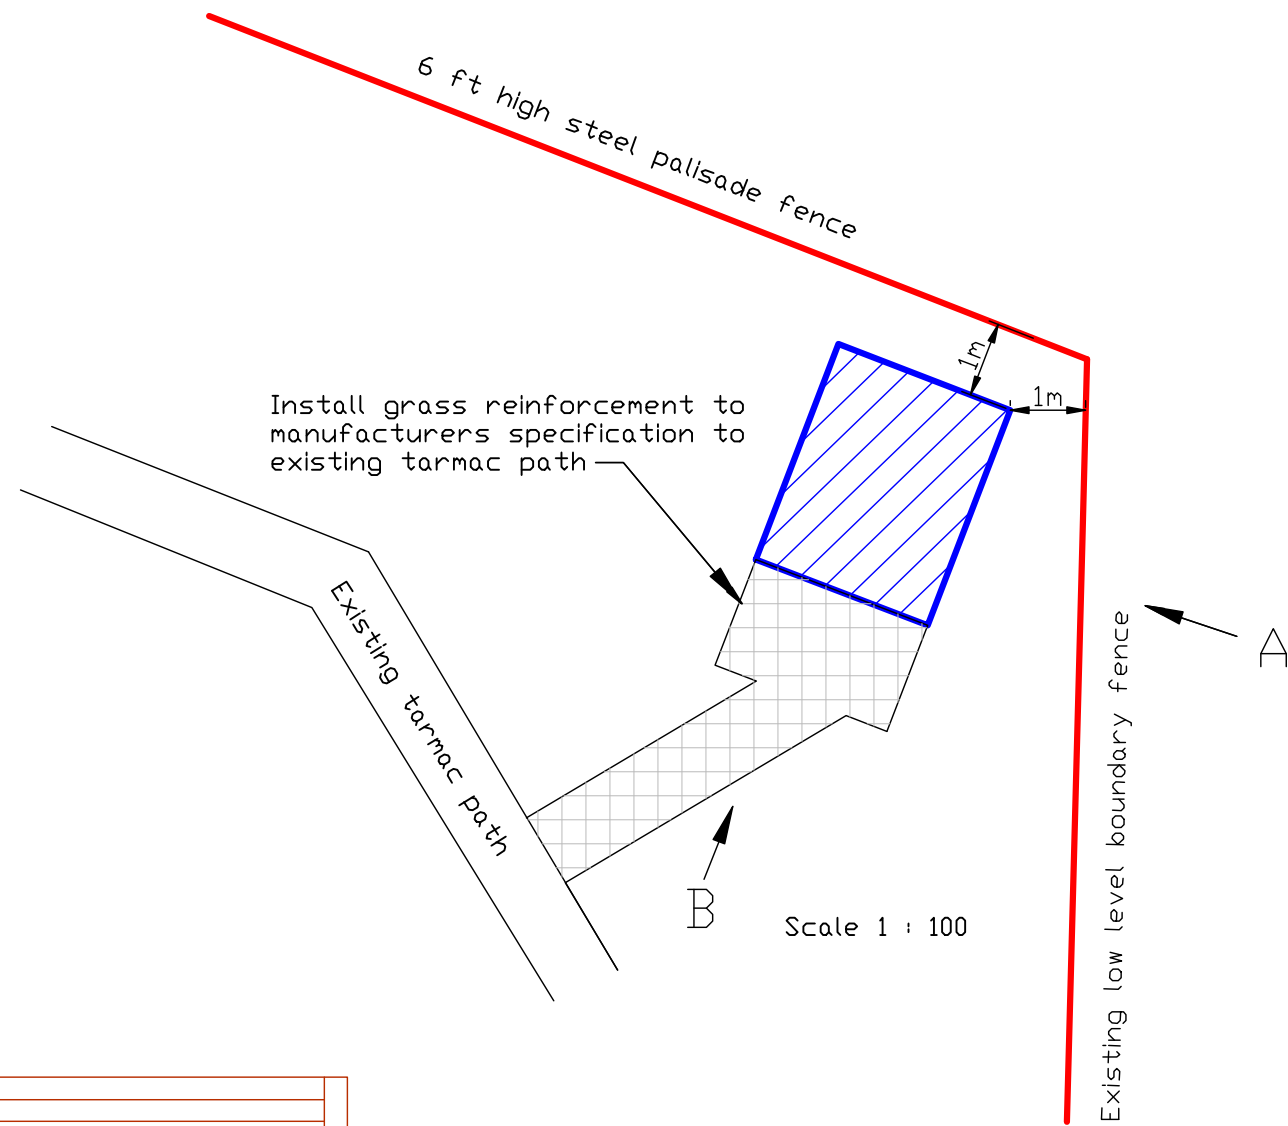 6 ft high steel palisade fence
1m
1m
Install grass reinforcement to
manufacturers specification to
existing tarmac path
Existing tarmac path
A
Existing low level boundary fence
B
Scale 1 : 100